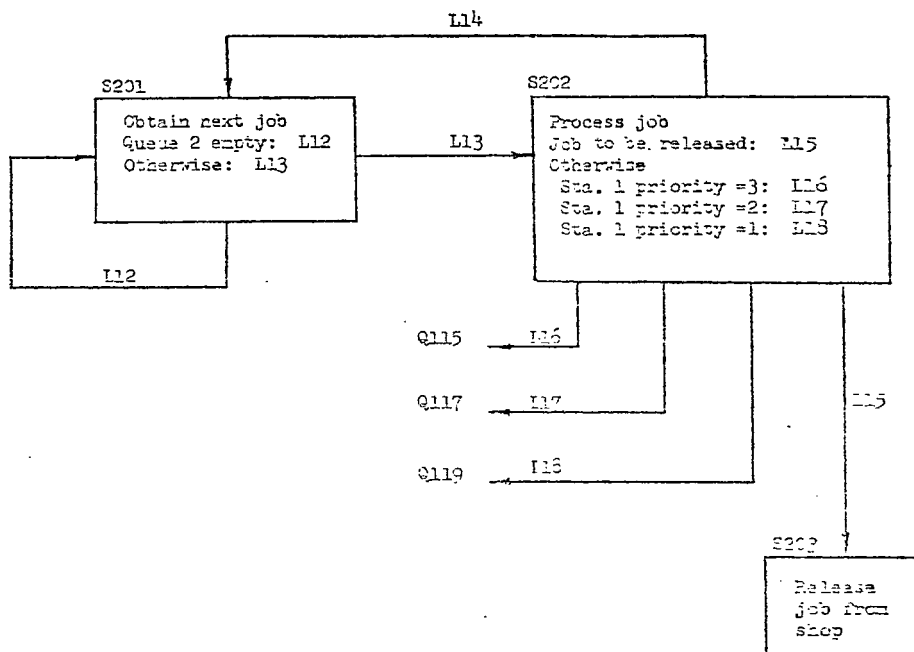 L14
S201
S202
Obtain next job
Queue 2 empty: L12
Otherwise: L13
L13
Process job
Job to be released: L15
Otherwise
Sta. 1 priority =3: L16
Sta. 1 priority =2: L17
Sta. 1 priority =1: L18
L12
Q115
L16
Q117
L17
L15
Q119
L18
S203
Release
job from
shop